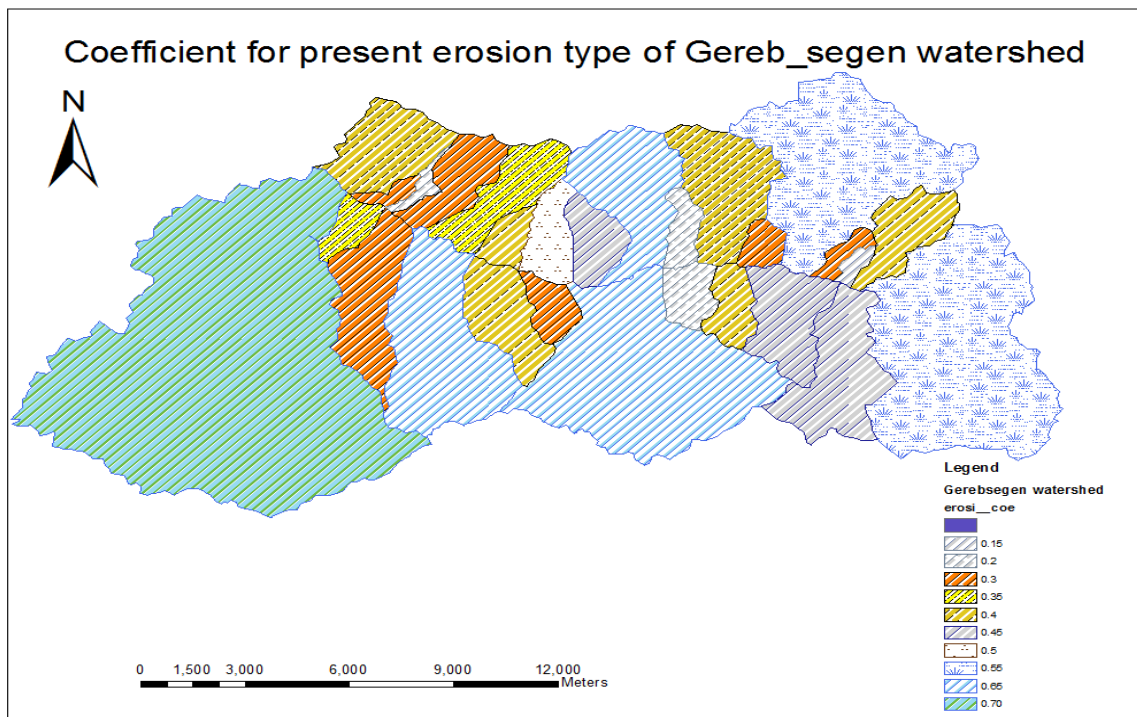 Coefficient for present erosion type of Gereb_segen watershed
N
Legend
Gerebsegen watershed
erosi__coe
0.15
0.2
0.3
0.35
0.4
0.45
0.5
0.55
0.65
0.70
0 1,500 3,000 6,000 9,000 12,000
Meters